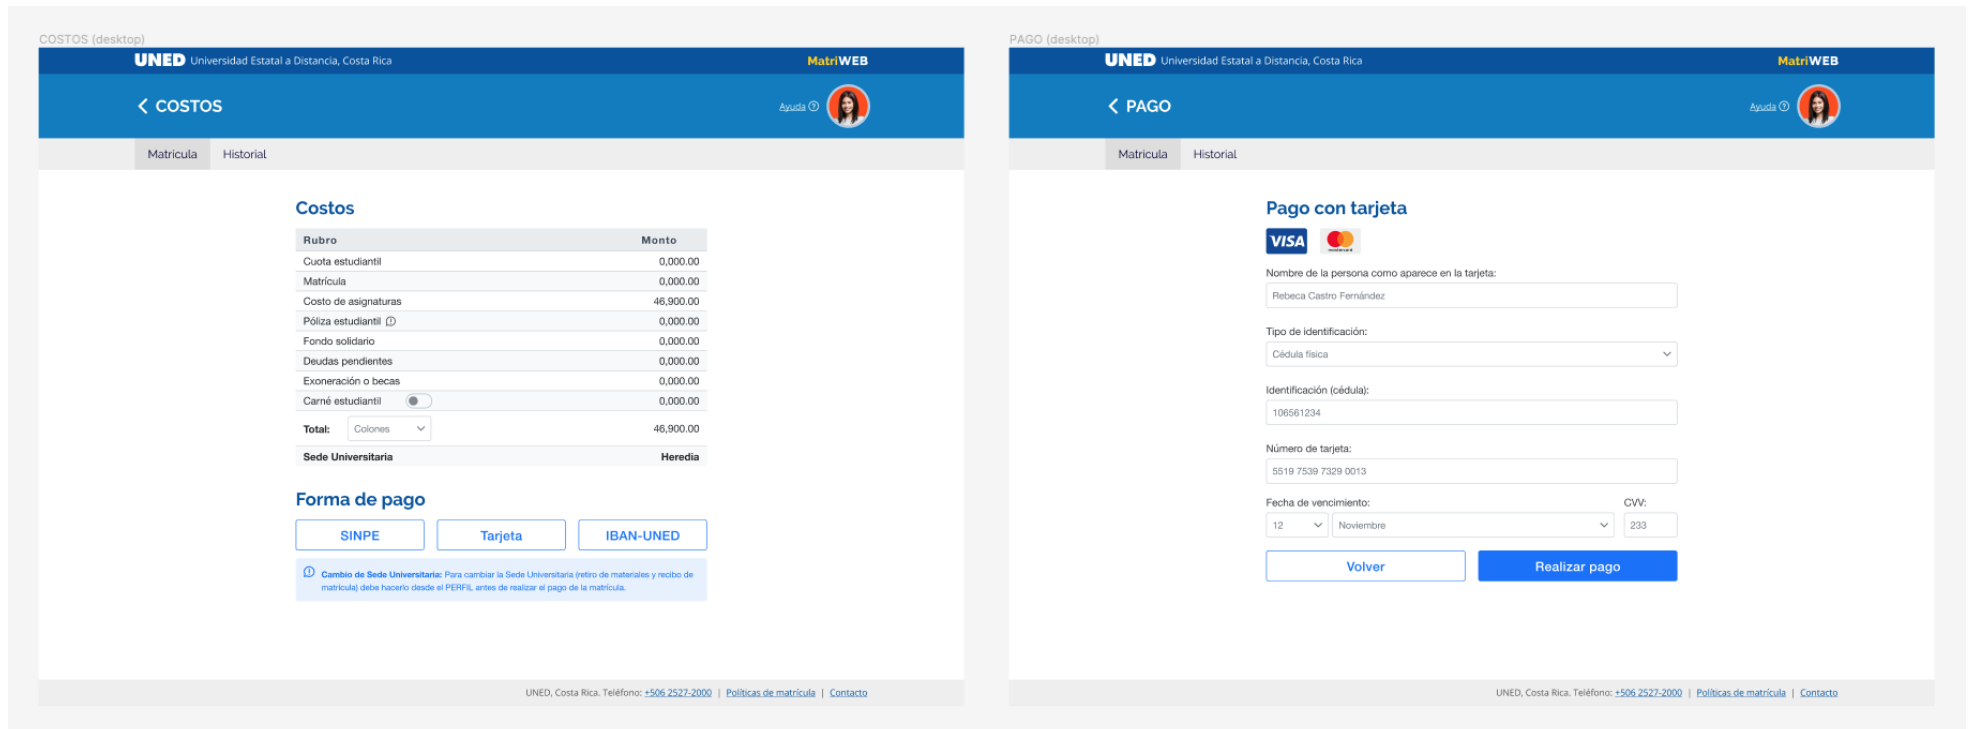 COSTOS (desktop)
UNED Universidad Estatal a Distancia, Costa Rica
MatriWEB
COSTOS
Ayuda
Matricula
Historial
Costos
Rubro Monto
Cuota estudiantil 0,000.00
Matrícula 0,000.00
Costo de asignaturas 46,900.00
Póliza estudiantil 0,000.00
Fondo solidario 0,000.00
Deudas pendientes 0,000.00
Exoneración o becas 0,000.00
Carné estudiantil 0,000.00
Total: Colones 46,900.00
Sede Universitaria Heredia
Forma de pago
SINPE
Tarjeta
IBAN-UNED
Cambio de Sede Universitaria: Para cambiar la Sede Universitaria (retiro de materiales y recibo de
matrícula) debe hacerlo desde el PERFIL antes de realizar el pago de la matrícula.
UNED, Costa Rica. Teléfono: +506 2527-2000 | Políticas de matrícula | Contacto
PAGO (desktop)
UNED Universidad Estatal a Distancia, Costa Rica
MatriWEB
PAGO
Ayuda
Matricula
Historial
Pago con tarjeta
VISA
mastercard
Nombre de la persona como aparece en la tarjeta:
Rebeca Castro Fernández
Tipo de identificación:
Cédula física
Identificación (cédula):
106561234
Número de tarjeta:
5519 7539 7329 0013
Fecha de vencimiento: CVV:
12 Noviembre 233
Volver
Realizar pago
UNED, Costa Rica. Teléfono: +506 2527-2000 | Políticas de matrícula | Contacto